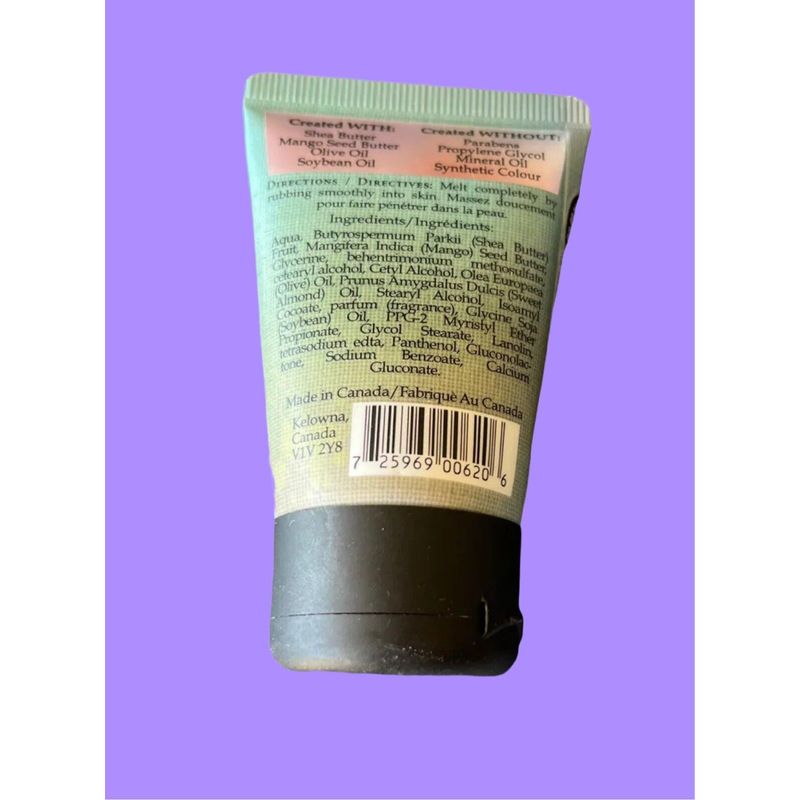 Created WITH:
Shea Butter
Mango Seed Butter
Olive Oil
Soybean Oil
Created WITHOUT:
Parabens
Propylene Glycol
Mineral Oil
Synthetic Colour
DIRECTIONS / DIRECTIVES: Melt completely by
rubbing smoothly into skin. Massez doucement
pour faire pénétrer dans la peau.
Ingredients/Ingrédients:
Aqua, Butyrospermum Parkii (Shea Butter)
Fruit, Mangifera Indica (Mango) Seed Butter,
Glycerine, behentrimonium methosulfate,
cetearyl alcohol, Cetyl Alcohol, Olea Europaea
(Olive) Oil, Prunus Amygdalus Dulcis (Sweet
Almond) Oil, Stearyl Alcohol, Isoamyl
Cocoate, parfum (fragrance), Glycine Soja
(Soybean) Oil, PPG-2 Myristyl Ether
Propionate, Glycol Stearate, Lanolin,
tetrasodium edta, Panthenol, Gluconolac-
tone, Sodium Benzoate, Calcium
Gluconate.
Made in Canada/Fabriquè Au Canada
Kelowna,
Canada
V1V 2Y8
7 25969 00620 6